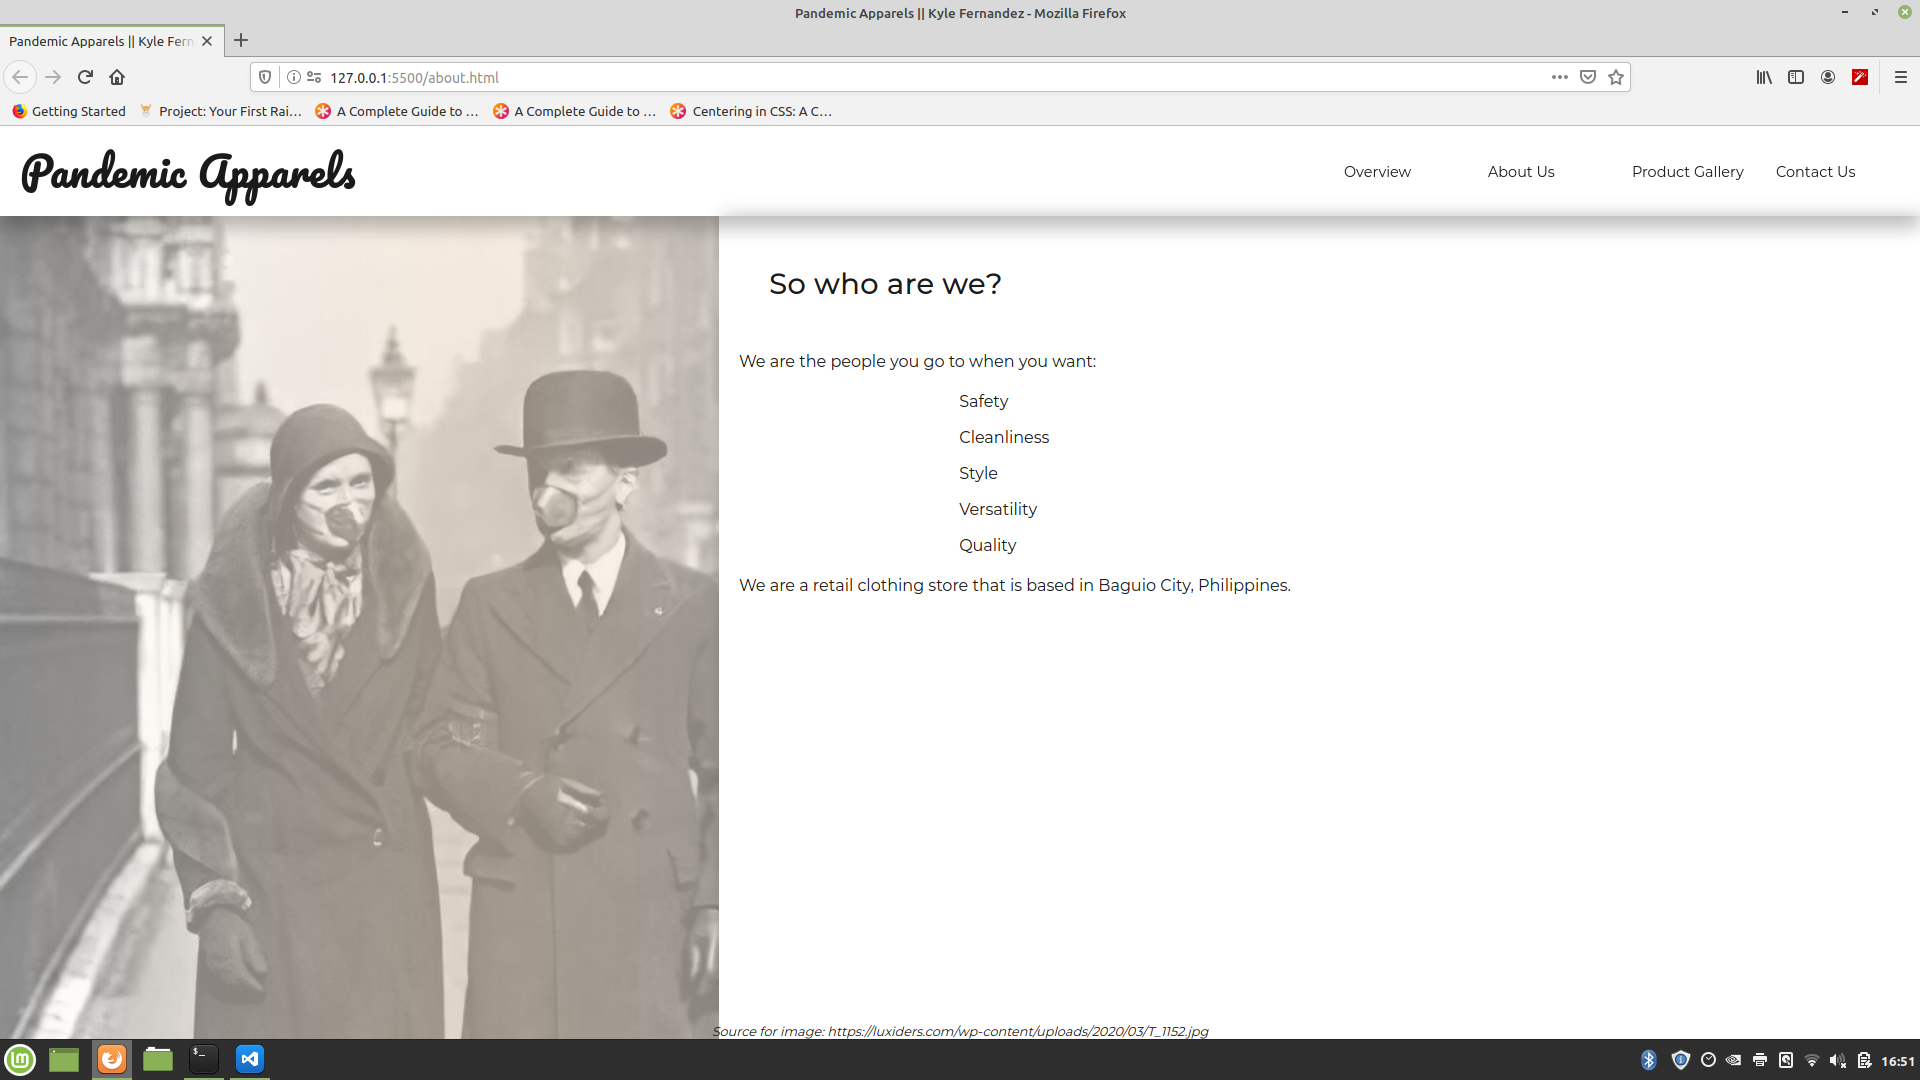 Pandemic Apparels || Kyle Fernandez - Mozilla Firefox
Pandemic Apparels || Kyle Fern
127.0.0.1:5500/about.html
Getting Started Project: Your First Rai... A Complete Guide to ... A Complete Guide to ... Centering in CSS: A C...
Pandemic Apparels
Overview About Us Product Gallery Contact Us
So who are we?
We are the people you go to when you want:
Safety
Cleanliness
Style
Versatility
Quality
We are a retail clothing store that is based in Baguio City, Philippines.
Source for image: https://luxiders.com/wp-content/uploads/2020/03/T_1152.jpg
16:51